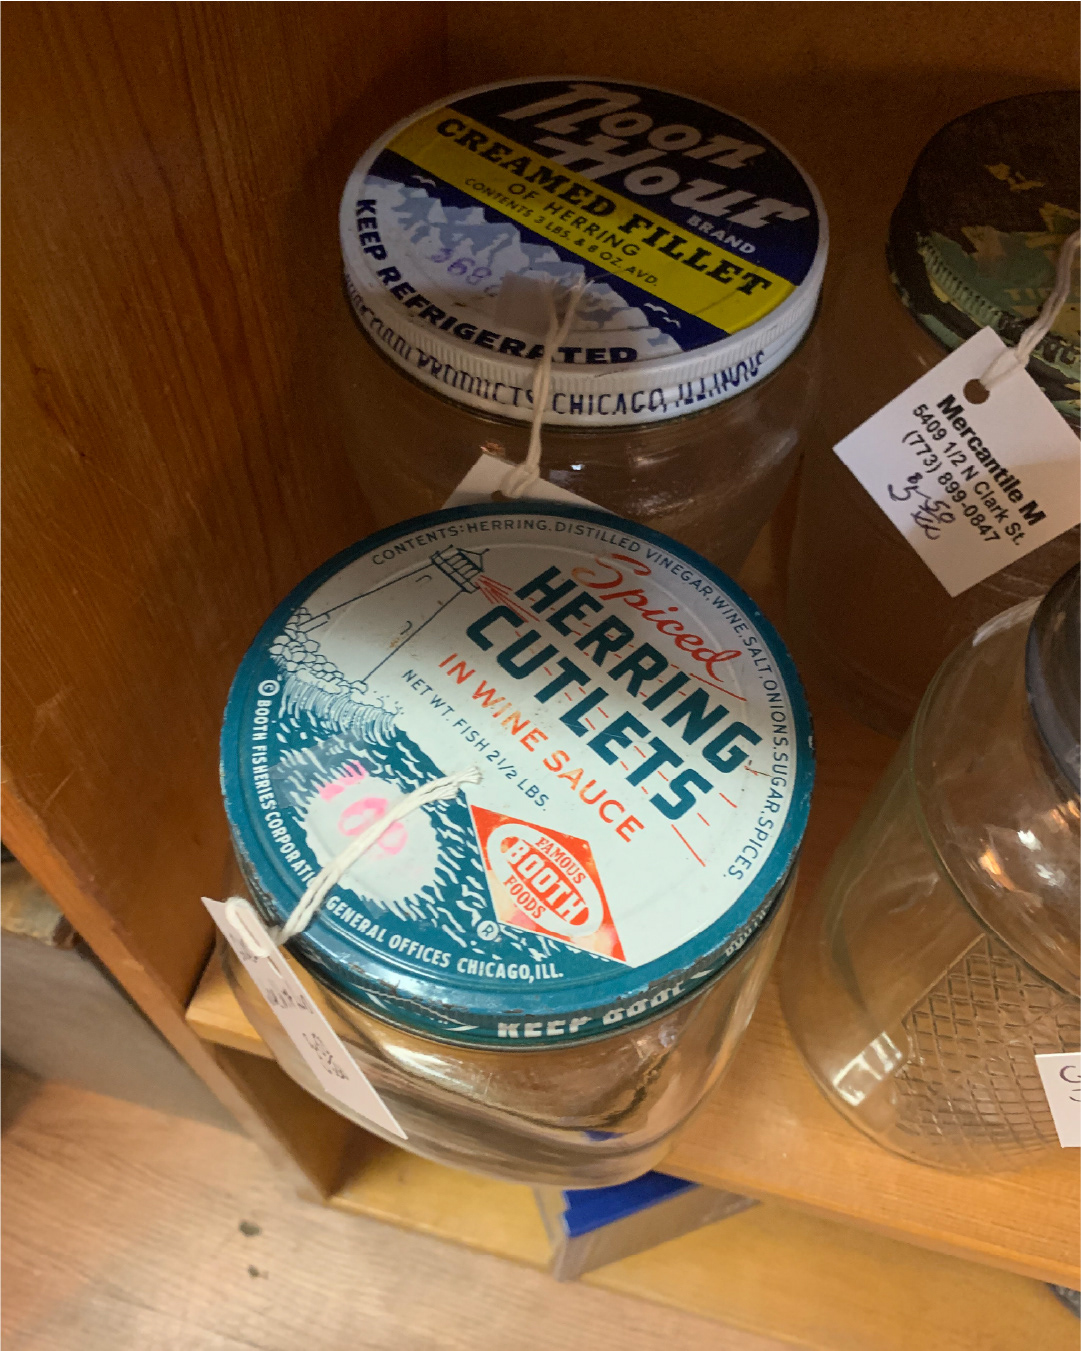 Noon
Hour
BRAND
CREAMED FILLET
OF HERRING
CONTENTS 3 LBS. & 8 OZ. AVD.
KEEP REFRIGERATED
PRODUCTS CHICAGO, ILLINOIS
Mercantile M
5409 1/2 N Clark St.
(773) 899-0847
CONTENTS: HERRING, DISTILLED VINEGAR, WINE, SALT, ONIONS, SUGAR, SPICES.
Spiced
HERRING
CUTLETS
IN WINE SAUCE
NET WT. FISH 2 1/2 LBS.
FAMOUS
BOOTH
FOODS
®
© BOOTH FISHERIES CORPORATION
GENERAL OFFICES CHICAGO, ILL.
KEEP COOL